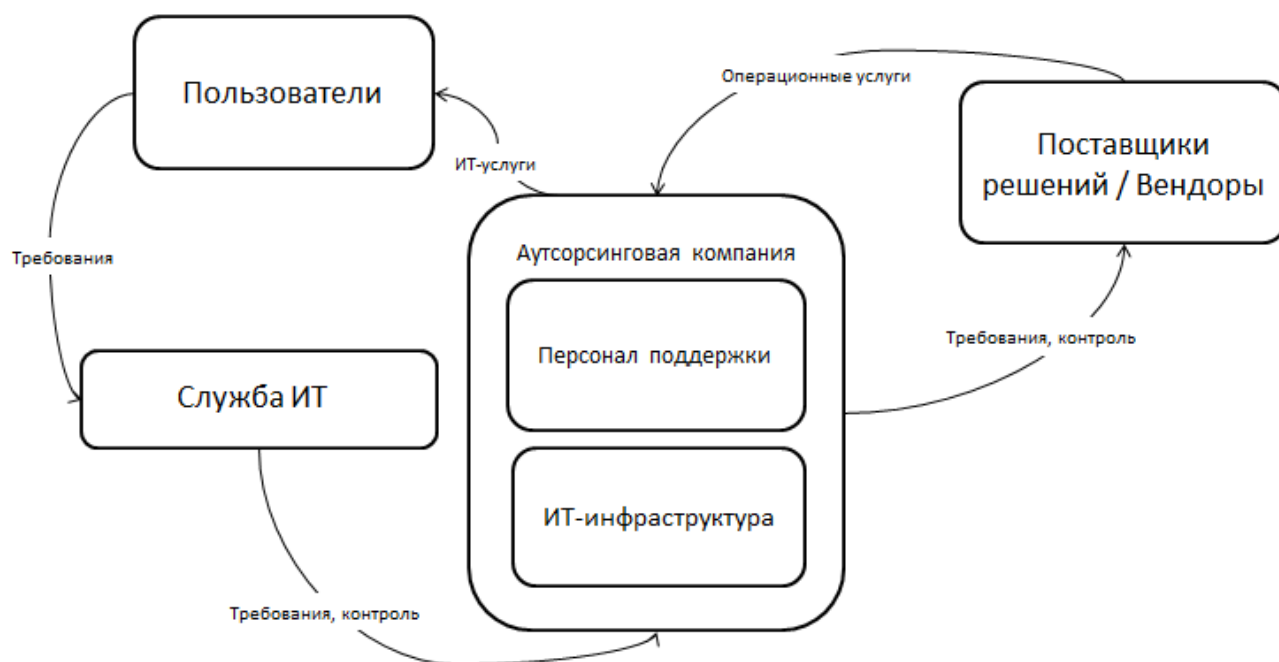 Пользователи
Операционные услуги
Поставщики
решений / Вендоры
ИТ-услуги
Требования
Аутсорсинговая компания
Персонал поддержки
Требования, контроль
Служба ИТ
ИТ-инфраструктура
Требования, контроль